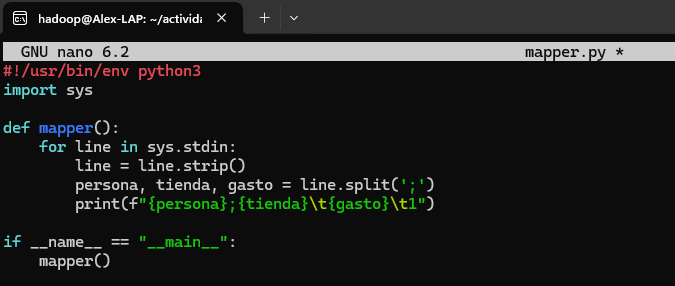 hadoop@Alex-LAP: ~/activida
GNU nano 6.2 mapper.py *
#!/usr/bin/env python3
import sys

def mapper():
    for line in sys.stdin:
        line = line.strip()
        persona, tienda, gasto = line.split(';')
        print(f"{persona};{tienda}\t{gasto}\t1")

if __name__ == "__main__":
    mapper()